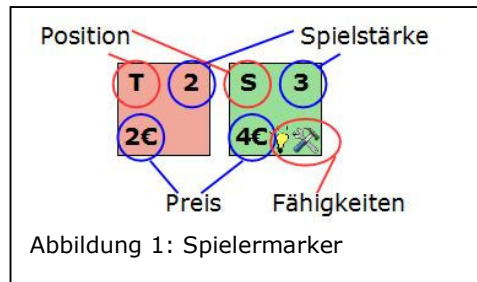 Position Spielstärke
T 2 S 3
2€ 4€
Preis Fähigkeiten
Abbildung 1: Spielermarker